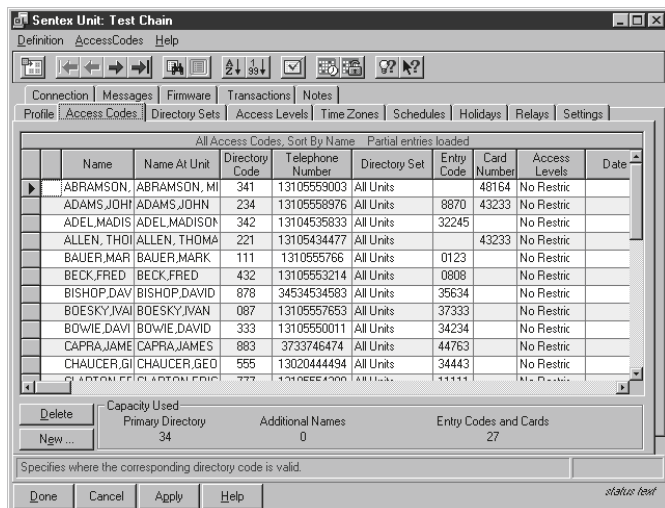 Sentex Unit: Test Chain
Definition AccessCodes Help
Connection Messages Firmware Transactions Notes
Profile Access Codes Directory Sets Access Levels Time Zones Schedules Holidays Relays Settings
All Access Codes, Sort By Name Partial entries loaded
Name Name At Unit Directory Code Telephone Number Directory Set Entry Code Card Number Access Levels Date
ABRAMSON, ABRAMSON, MI 341 13105559003 All Units 48164 No Restric
ADAMS,JOHN ADAMS,JOHN 234 13105558976 All Units 8870 43233 No Restric
ADEL,MADIS ADEL,MADISON 342 13104535833 All Units 32245 No Restric
ALLEN, THOI ALLEN, THOMA 221 13105434477 All Units 43233 No Restric
BAUER,MAR BAUER,MARK 111 1310555766 All Units 0123 No Restric
BECK,FRED BECK,FRED 432 13105553214 All Units 0808 No Restric
BISHOP,DAV BISHOP,DAVID 878 34534534583 All Units 35634 No Restric
BOESKY,IVAI BOESKY,IVAN 087 13105557653 All Units 37333 No Restric
BOWIE,DAVI BOWIE,DAVID 333 13105550011 All Units 34234 No Restric
CAPRA,JAME CAPRA,JAMES 883 3733746474 All Units 44763 No Restric
CHAUCER,GI CHAUCER,GEO 555 13020444494 All Units 34443 No Restric
Delete
Capacity Used
Primary Directory Additional Names Entry Codes and Cards
New ... 34 0 27
Specifies where the corresponding directory code is valid.
Done Cancel Apply Help status text